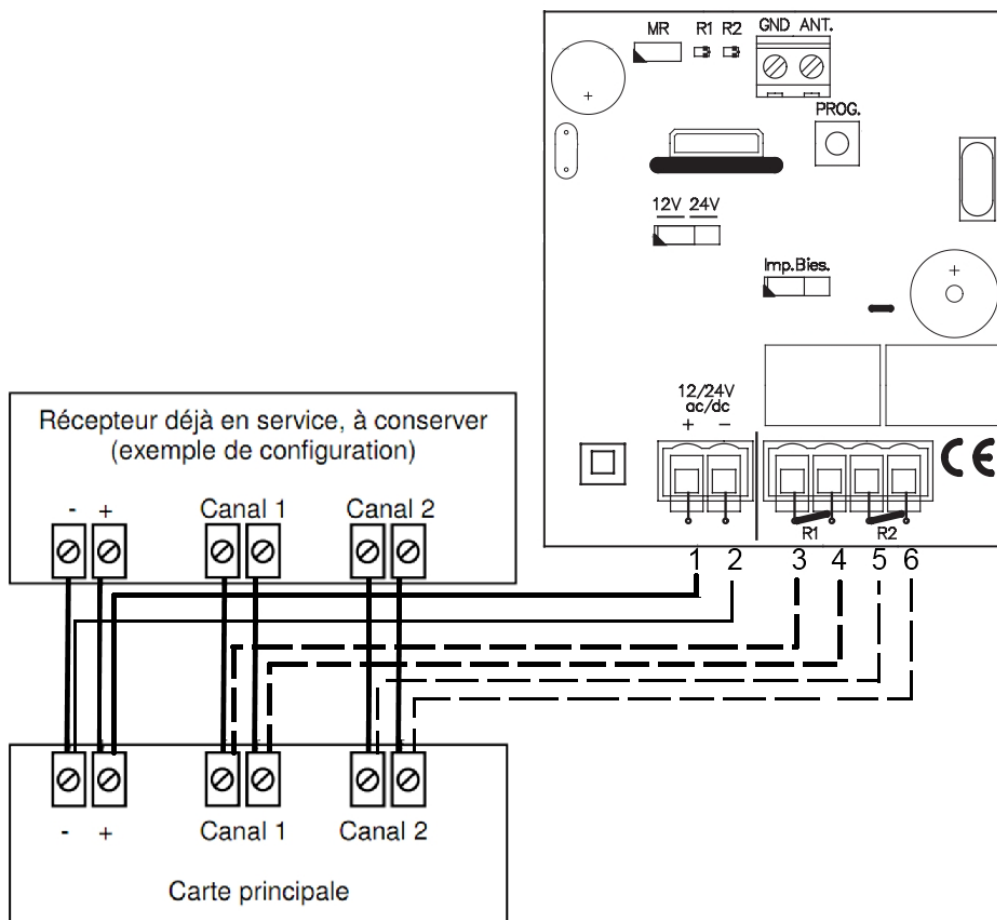 MR R1 R2 GND ANT.
PROG.
12V 24V
Imp.Bies.
12/24V
ac/dc
+ -
R1 R2
CE
1 2 3 4 5 6
Récepteur déjà en service, à conserver
(exemple de configuration)
- + Canal 1 Canal 2
- + Canal 1 Canal 2
Carte principale